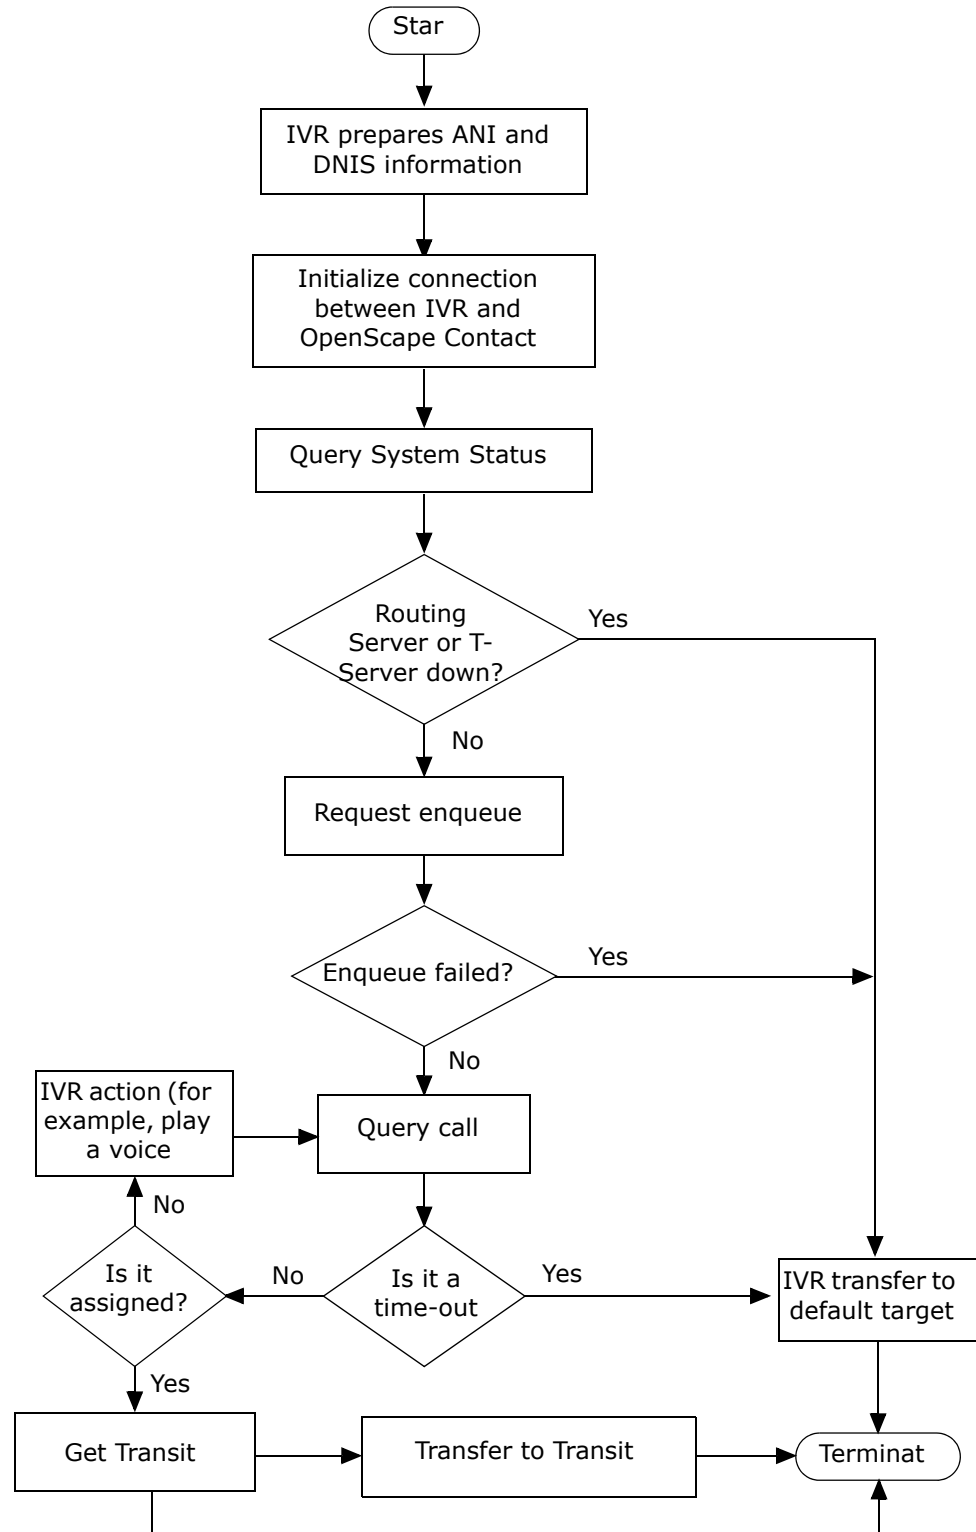 Star
IVR prepares ANI and
DNIS information
Initialize connection
between IVR and
OpenScape Contact
Query System Status
Routing
Server or T-
Server down?
Yes
No
Request enqueue
Enqueue failed?
Yes
No
IVR action (for
example, play
a voice
Query call
No
Is it
assigned?
No
Is it a
time-out
Yes
IVR transfer to
default target
Yes
Get Transit
Transfer to Transit
Terminat